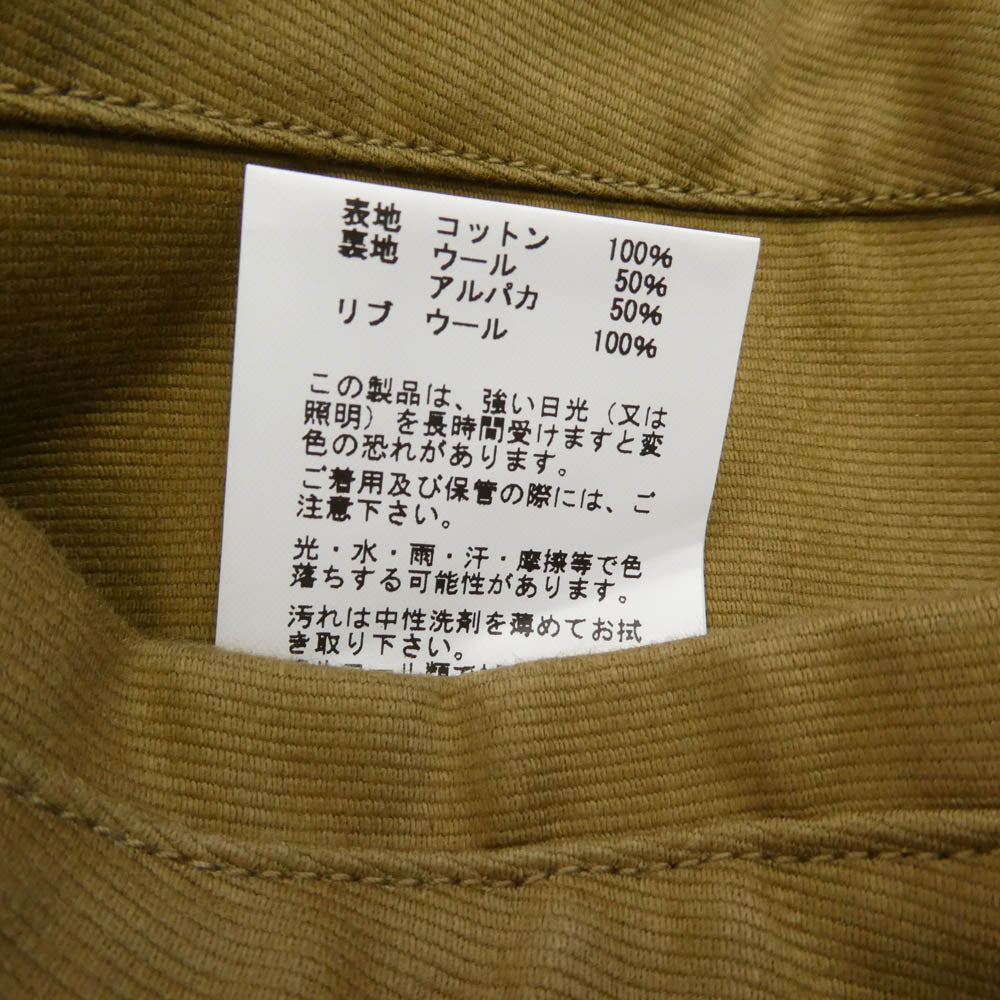 表地 コットン 100%
裏地 ウール 50%
アルパカ 50%
リブ ウール 100%
この製品は、強い日光（又は
照明）を長時間受けますと変
色の恐れがあります。
ご着用及び保管の際には、ご
注意下さい。
光・水・雨・汗・摩擦等で色
落ちする可能性があります。
汚れは中性洗剤を薄めてお拭
き取り下さい。